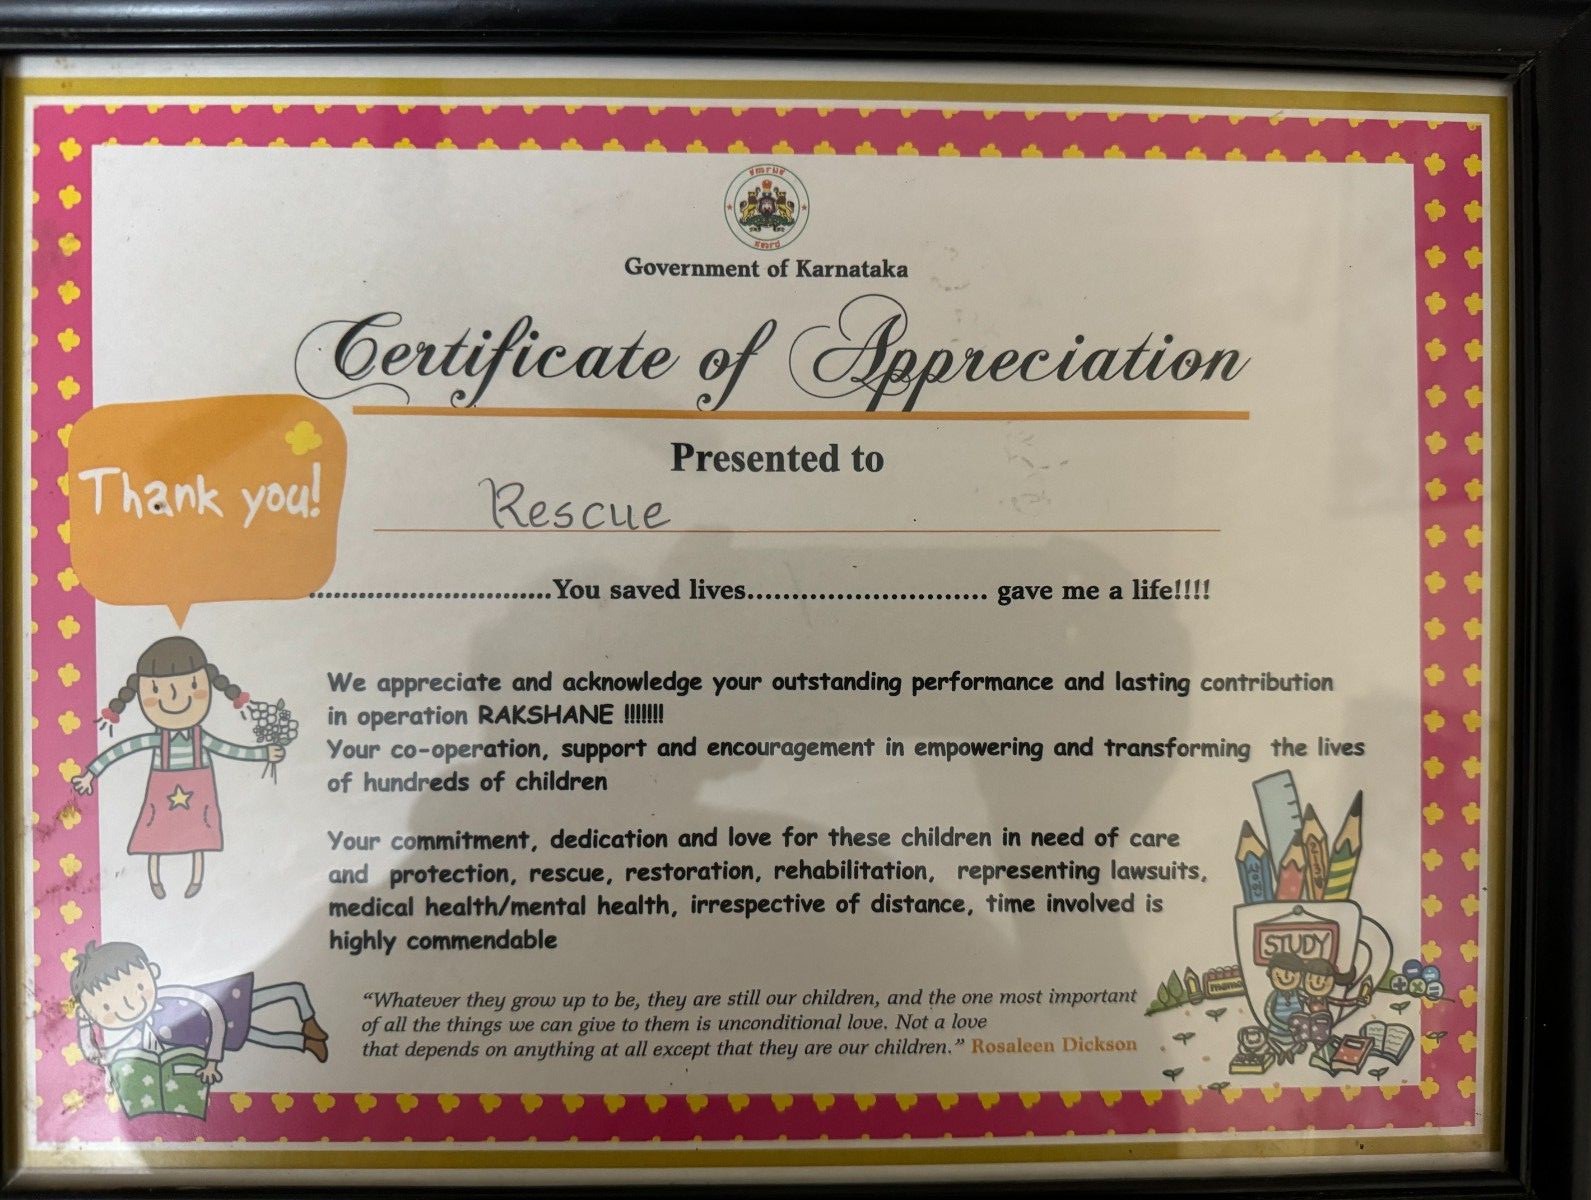 Government of Karnataka
Certificate of Appreciation
Presented to
Rescue
Thank you!
..............................You saved lives.............................. gave me a life!!!!
We appreciate and acknowledge your outstanding performance and lasting contribution
in operation RAKSHANE !!!!!!!
Your co-operation, support and encouragement in empowering and transforming the lives
of hundreds of children
Your commitment, dedication and love for these children in need of care
and protection, rescue, restoration, rehabilitation, representing lawsuits,
medical health/mental health, irrespective of distance, time involved is
highly commendable
STUDY
memo
“Whatever they grow up to be, they are still our children, and the one most important
of all the things we can give to them is unconditional love. Not a love
that depends on anything at all except that they are our children.” Rosaleen Dickson